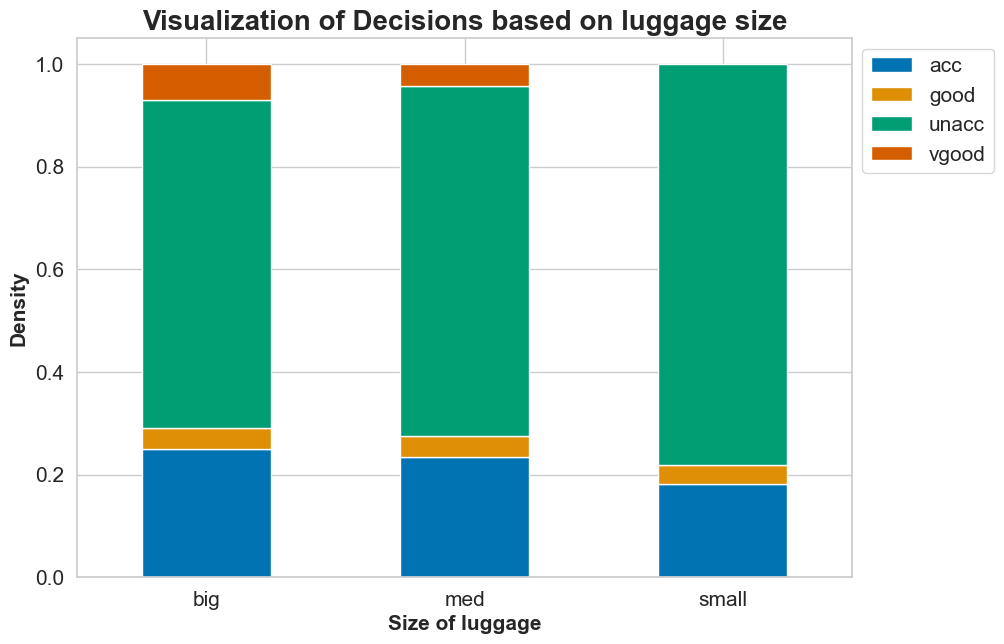 Visualization of Decisions based on luggage size
1.0
0.8
0.6
0.4
0.2
0.0
Density
big
med
small
Size of luggage
acc
good
unacc
vgood